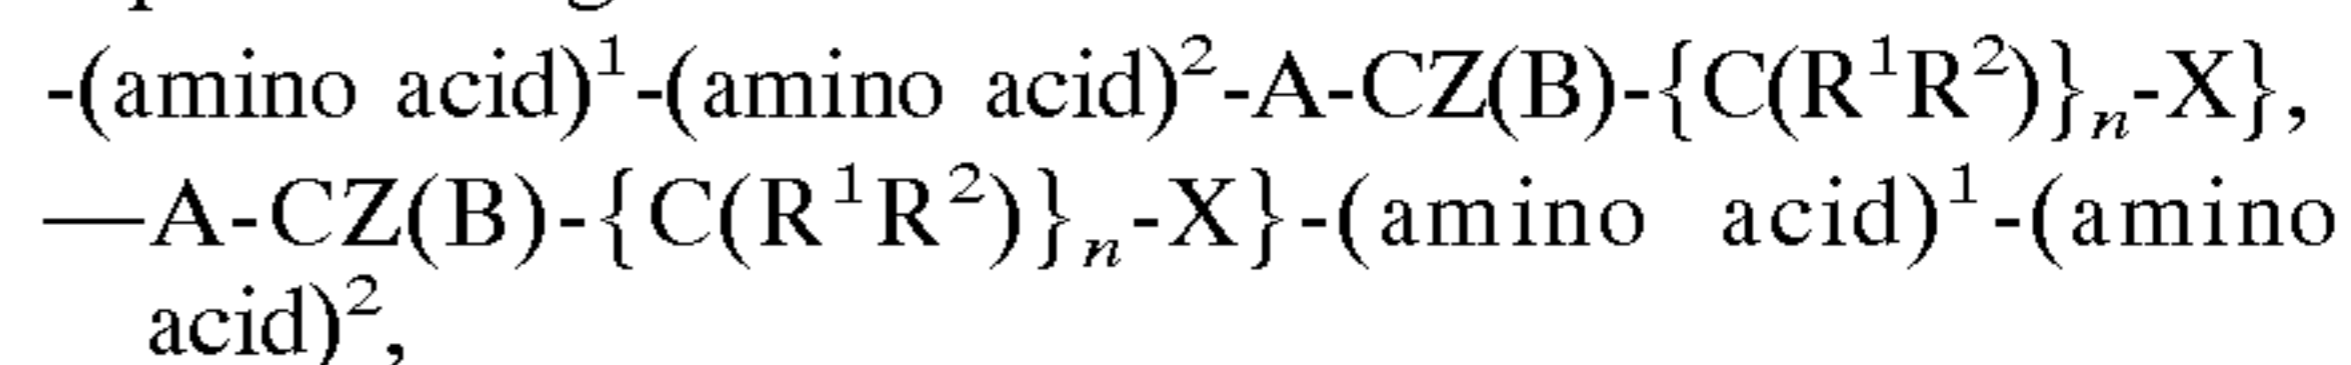 -(amino acid)¹-(amino acid)²-A-CZ(B)-{C(R¹R²)}ₙ-X},
—A-CZ(B)-{C(R¹R²)}ₙ-X}-(amino acid)¹-(amino
acid)²,